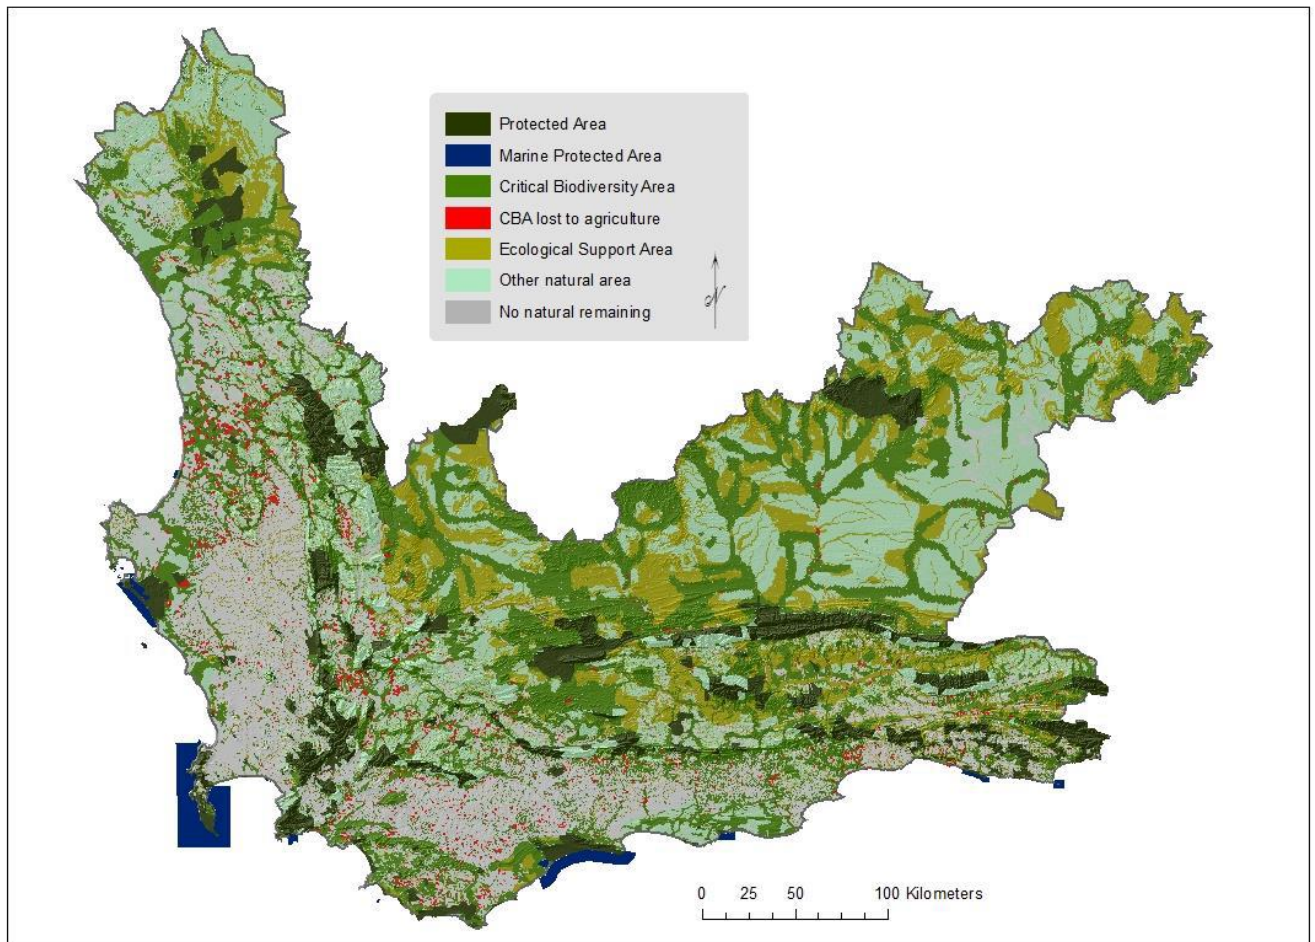 Protected Area
Marine Protected Area
Critical Biodiversity Area
CBA lost to agriculture
Ecological Support Area
Other natural area
No natural remaining
N
0 25 50 100 Kilometers